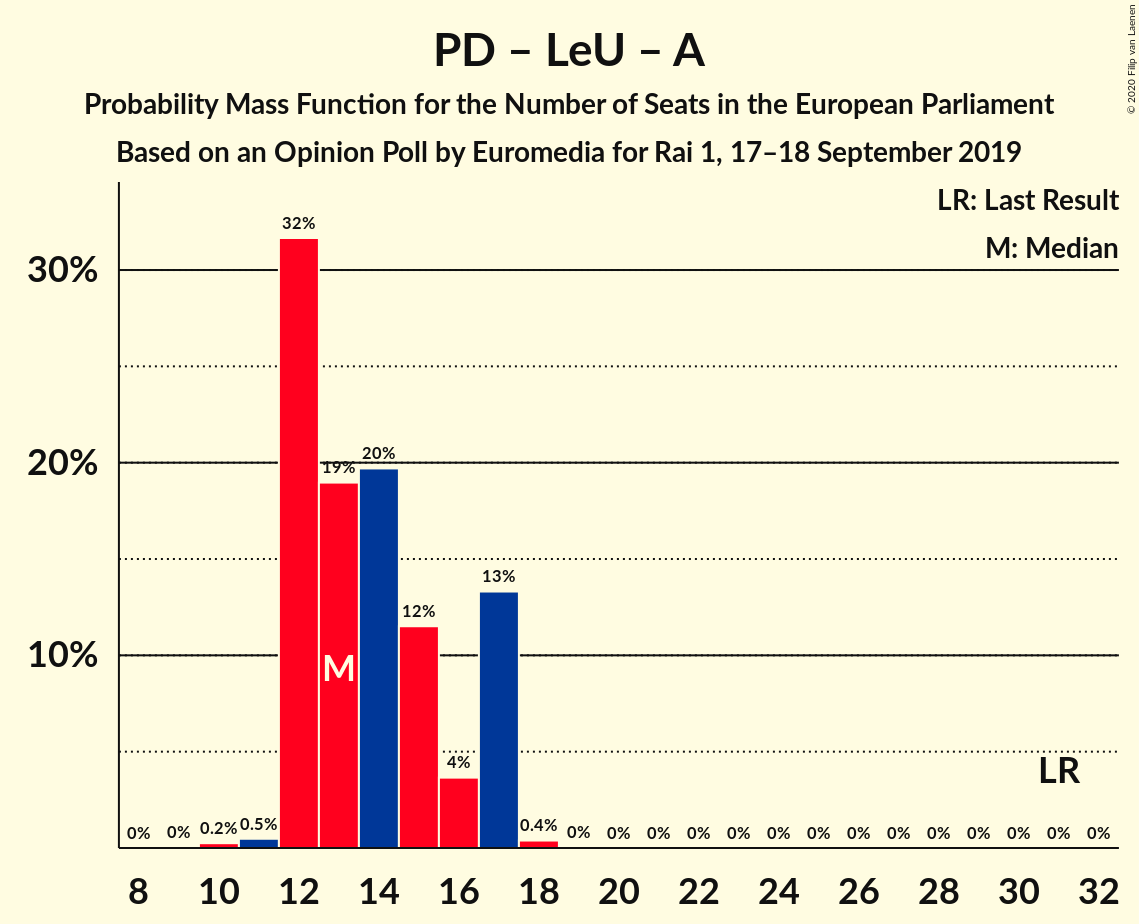 PD – LeU – A
Probability Mass Function for the Number of Seats in the European Parliament
Based on an Opinion Poll by Euromedia for Rai 1, 17–18 September 2019
© 2020 Filip van Laenen
LR: Last Result
M: Median
30%
20%
10%
0% 0% 0.2% 0.5% 32% 19% 20% 12% 4% 13% 0.4% 0% 0% 0% 0% 0% 0% 0% 0% 0% 0% 0% 0% 0% 0%
M
LR
8 10 12 14 16 18 20 22 24 26 28 30 32